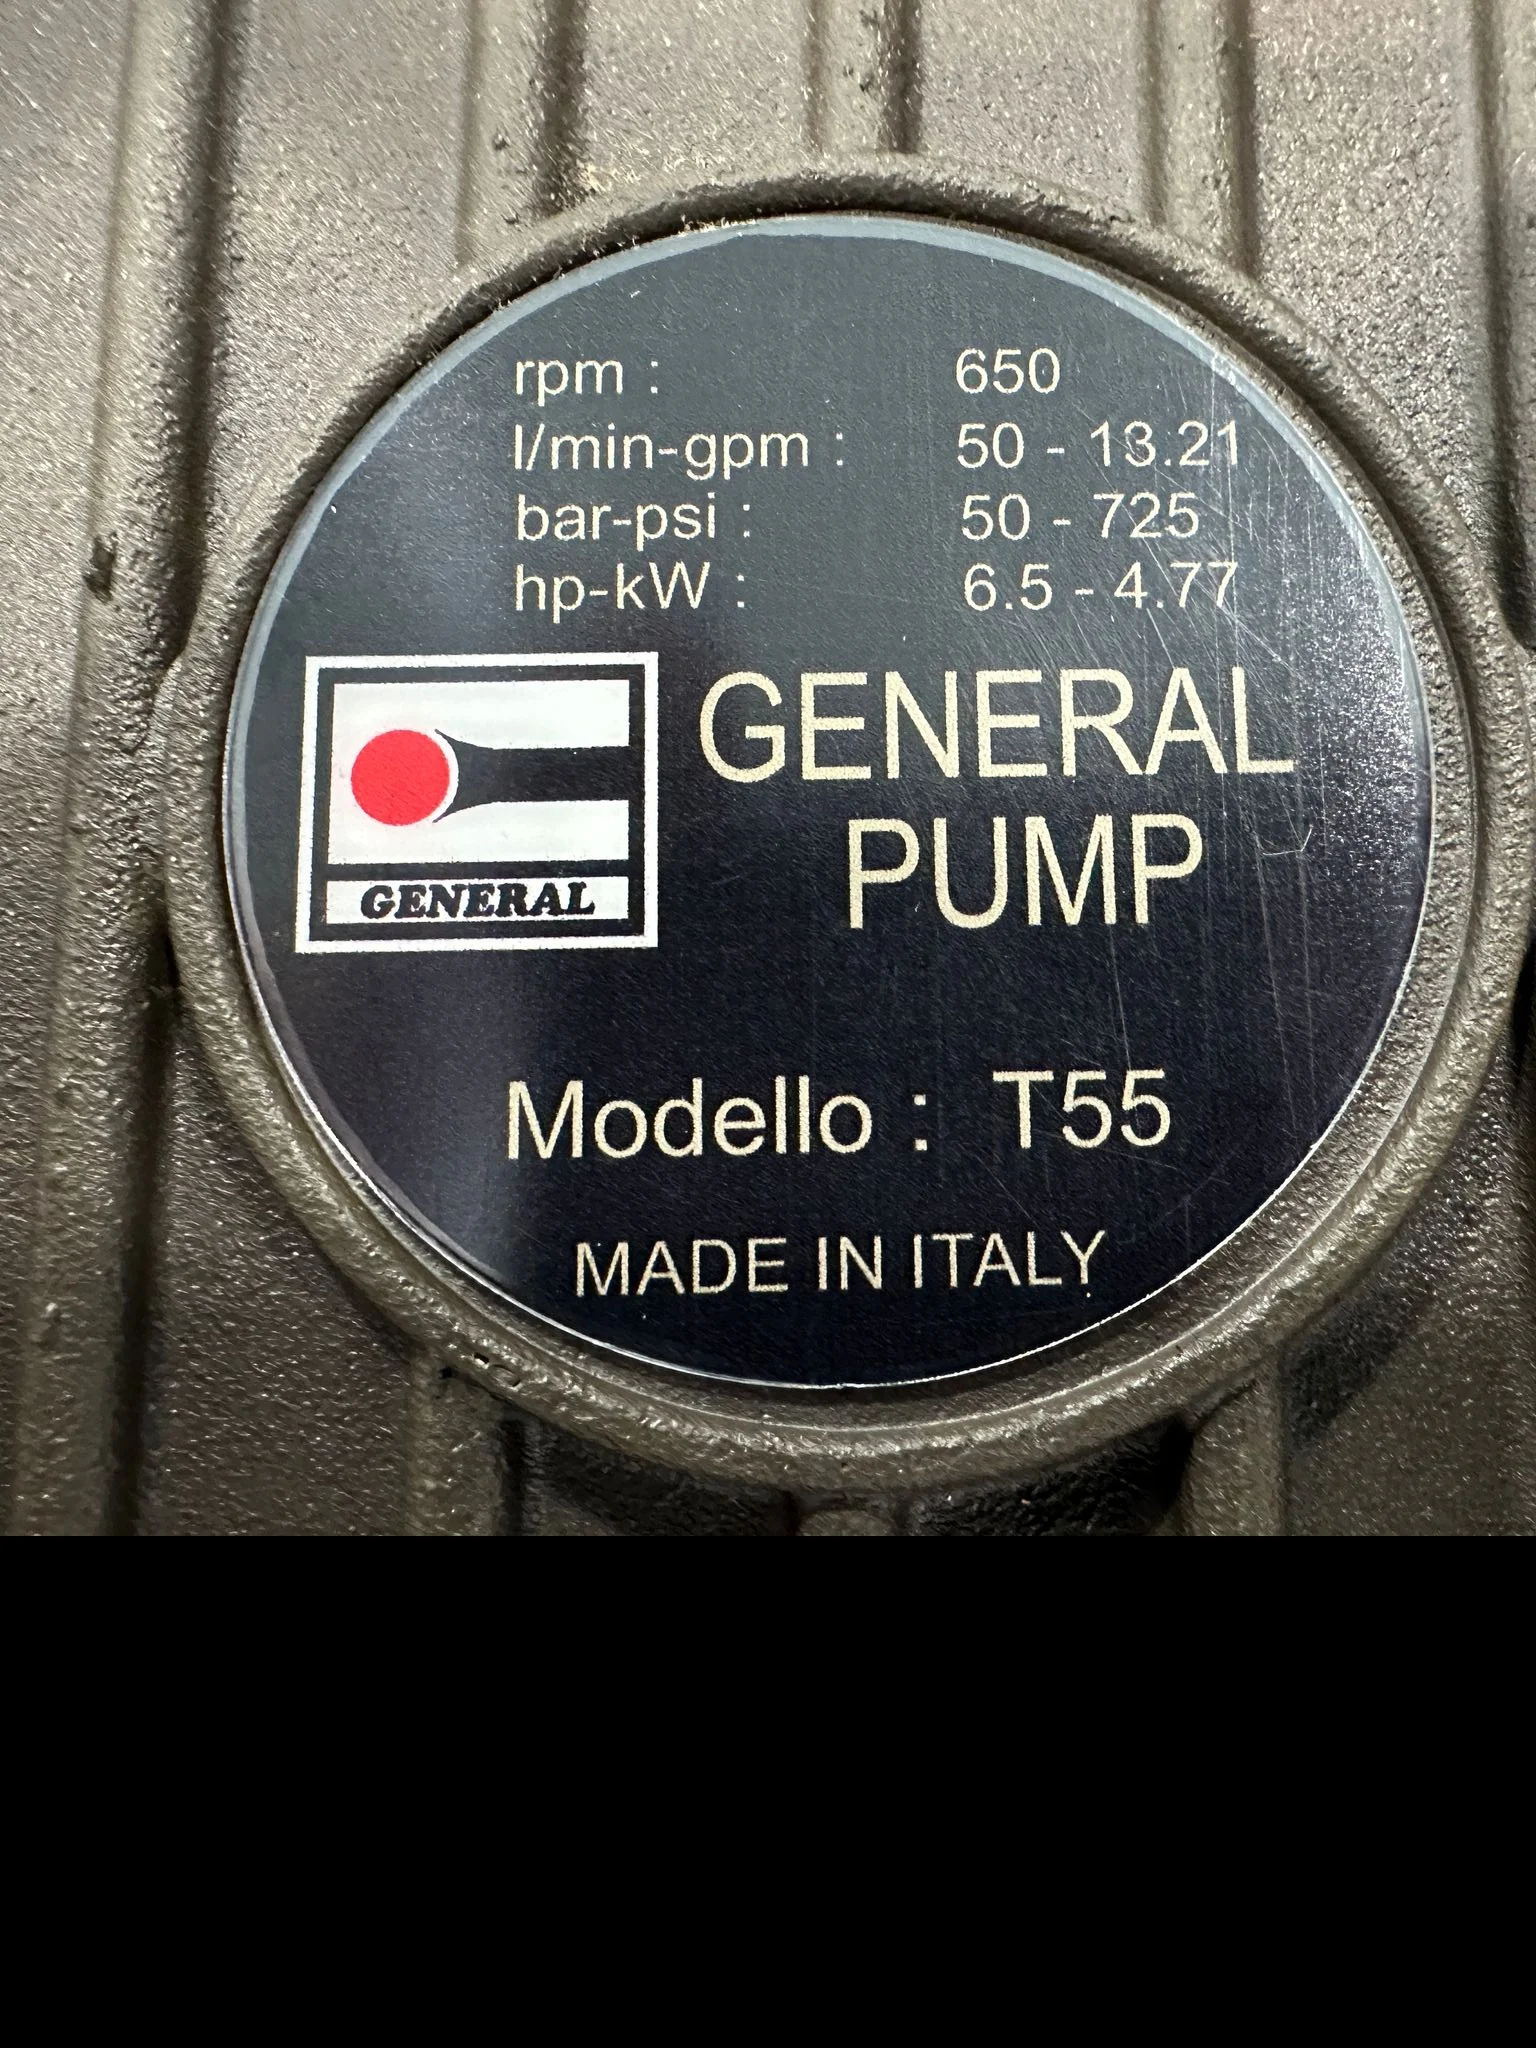 rpm : 650
l/min-gpm : 50 - 13.21
bar-psi : 50 - 725
hp-kW : 6.5 - 4.77
GENERAL
PUMP
GENERAL
Modello : T55
MADE IN ITALY